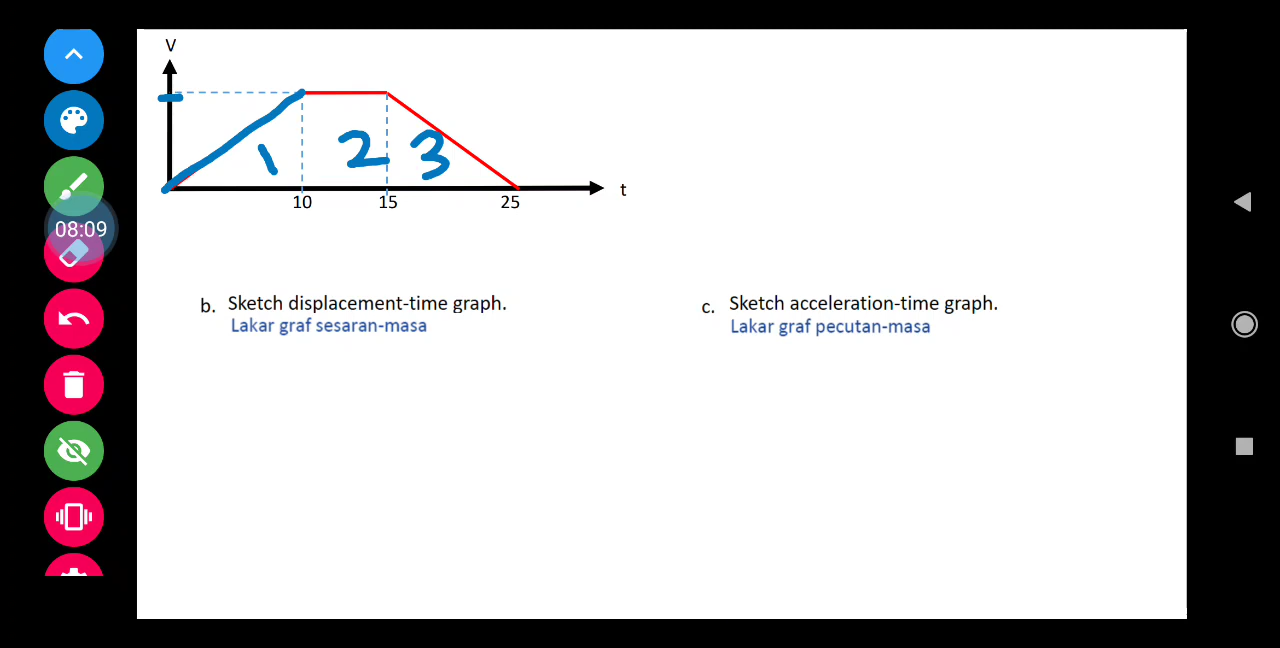 V
1 2 3
t
10 15 25
08:09
b. Sketch displacement-time graph.
Lakar graf sesaran-masa
c. Sketch acceleration-time graph.
Lakar graf pecutan-masa